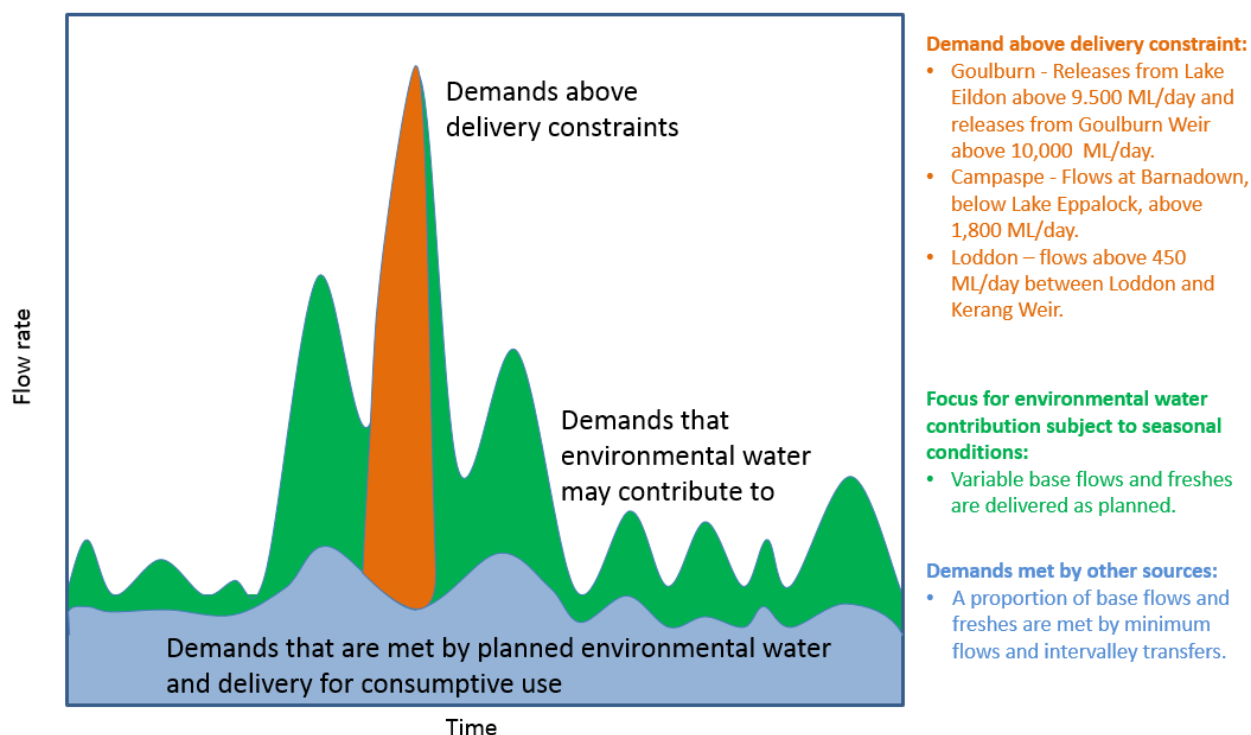 Demands above
delivery constraints
Demands that
environmental water
may contribute to
Demands that are met by planned environmental water
and delivery for consumptive use
Flow rate
Time
Demand above delivery constraint:
• Goulburn - Releases from Lake
Eildon above 9.500 ML/day and
releases from Goulburn Weir
above 10,000 ML/day.
• Campaspe - Flows at Barnadown,
below Lake Eppalock, above
1,800 ML/day.
• Loddon – flows above 450
ML/day between Loddon and
Kerang Weir.
Focus for environmental water
contribution subject to seasonal
conditions:
• Variable base flows and freshes
are delivered as planned.
Demands met by other sources:
• A proportion of base flows and
freshes are met by minimum
flows and intervalley transfers.